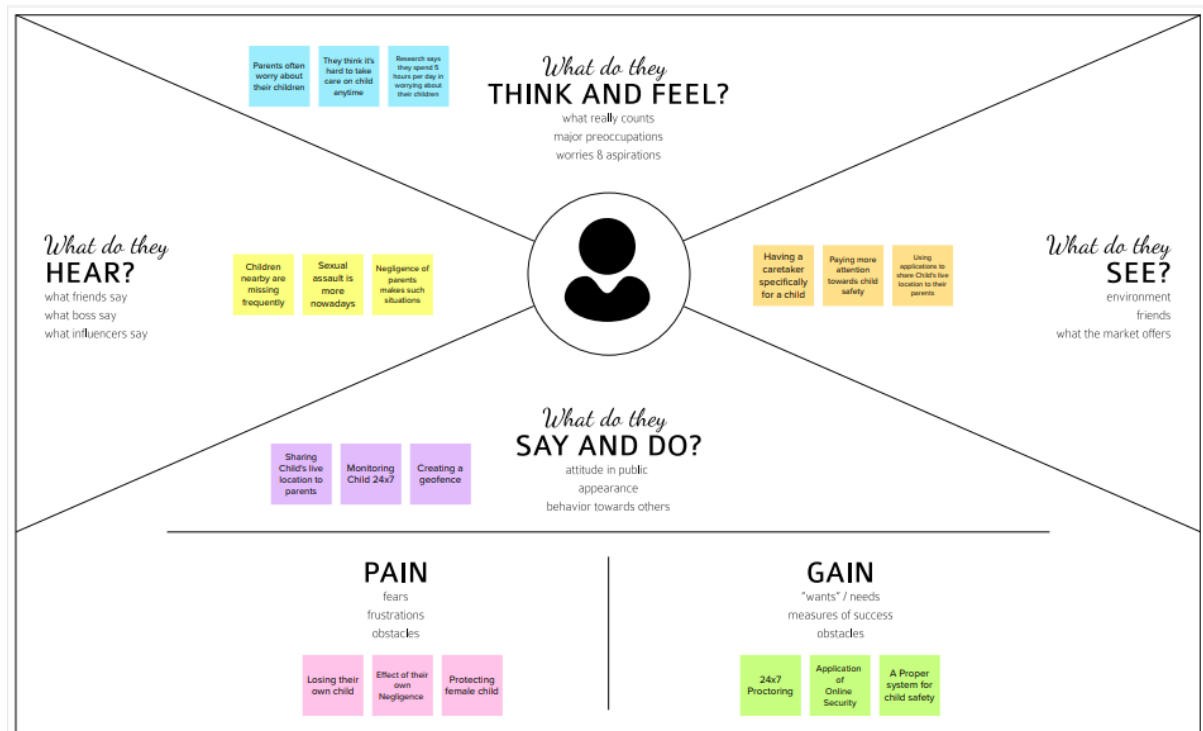 Parents often
worry about
their children
They think it's
hard to take
care on child
anytime
Research says
they spend 5
hours per day in
worrying about
their children
What do they
THINK AND FEEL?
what really counts
major preoccupations
worries & aspirations
What do they
HEAR?
what friends say
what boss say
what influencers say
Children
nearby are
missing
frequently
Sexual
assault is
more
nowadays
Negligence of
parents
makes such
situations
Having a
caretaker
specifically
for a child
Paying more
attention
towards child
safety
Using
applications to
share Child's live
location to their
parents
What do they
SEE?
environment
friends
what the market offers
What do they
SAY AND DO?
attitude in public
appearance
behavior towards others
Sharing
Child's live
location to
parents
Monitoring
Child 24x7
Creating a
geofence
PAIN
fears
frustrations
obstacles
Losing their
own child
Effect of their
own
Negligence
Protecting
female child
GAIN
"wants" / needs
measures of success
obstacles
24x7
Proctoring
Application
of
Online
Security
A Proper
system for
child safety